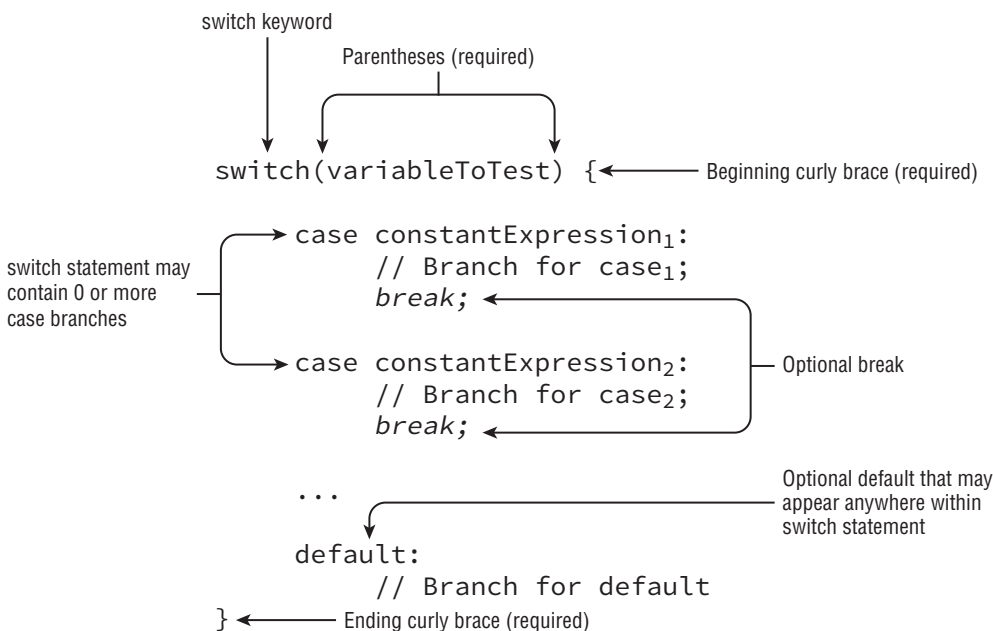 switch keyword
Parentheses (required)
switch(variableToTest) {
Beginning curly brace (required)
case constantExpression₁:
// Branch for case₁;
break;
switch statement may
contain 0 or more
case branches
case constantExpression₂:
// Branch for case₂;
break;
Optional break
...
Optional default that may
appear anywhere within
switch statement
default:
// Branch for default
}
Ending curly brace (required)